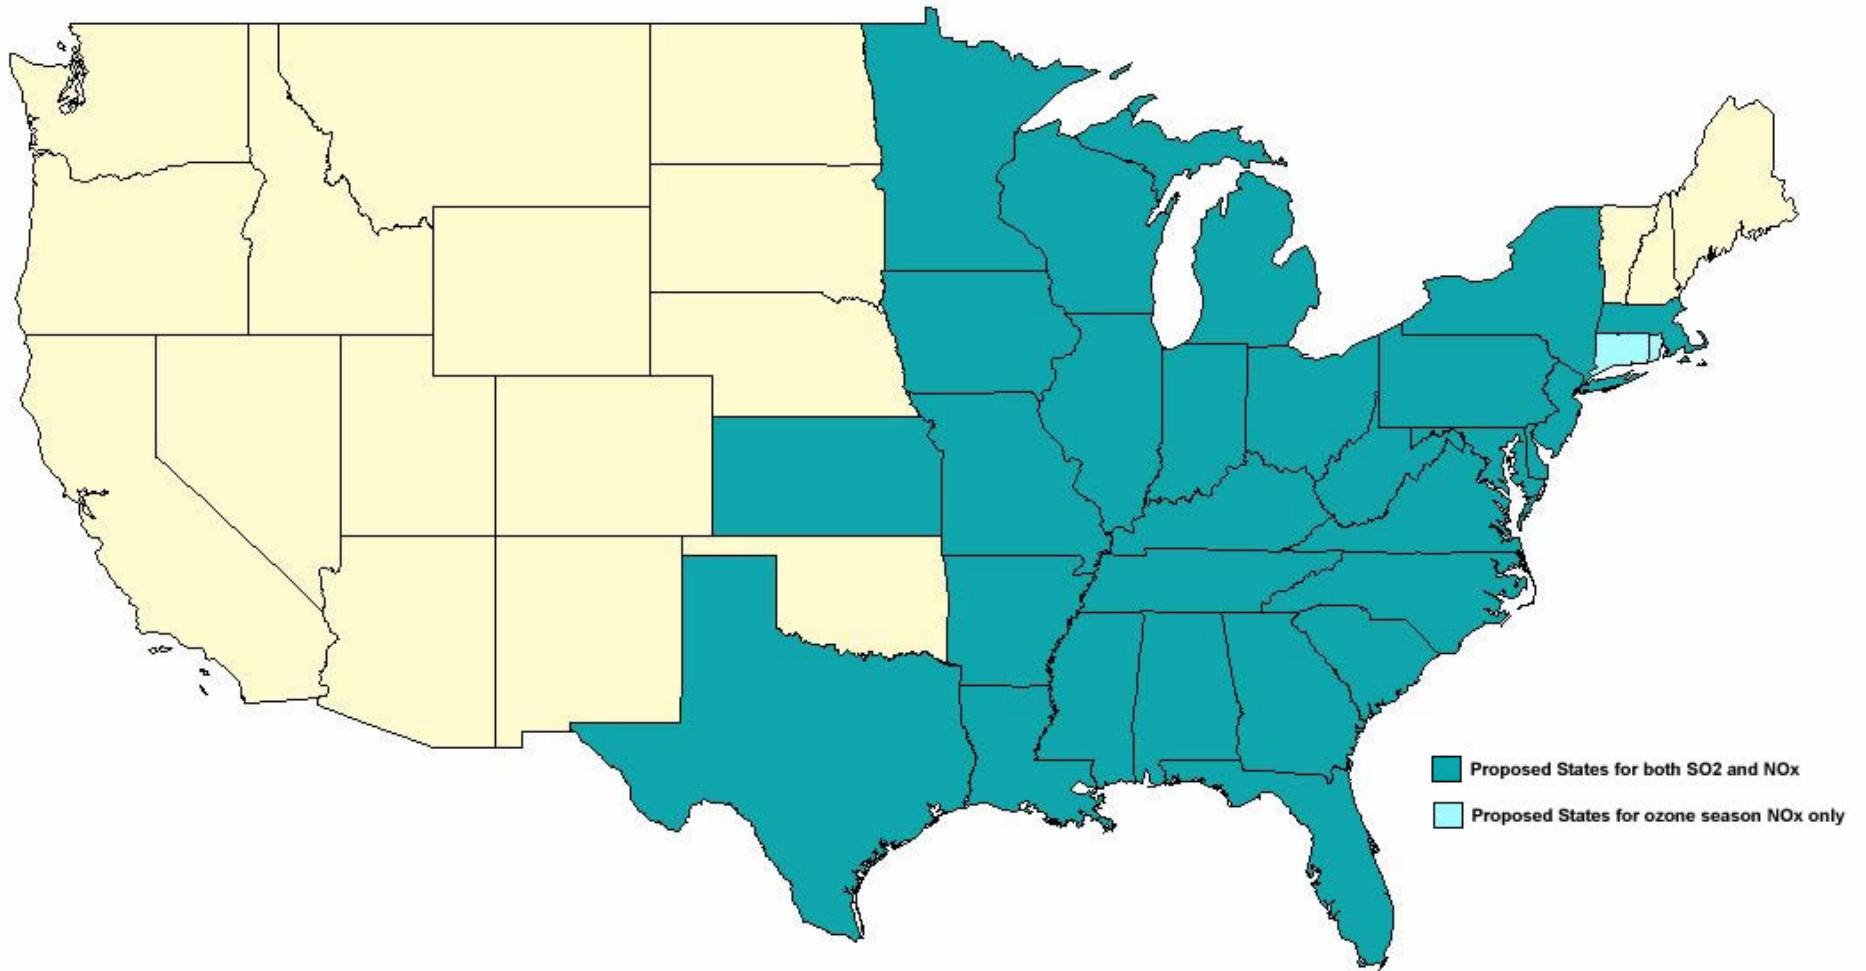 Proposed States for both SO2 and NOx
Proposed States for ozone season NOx only